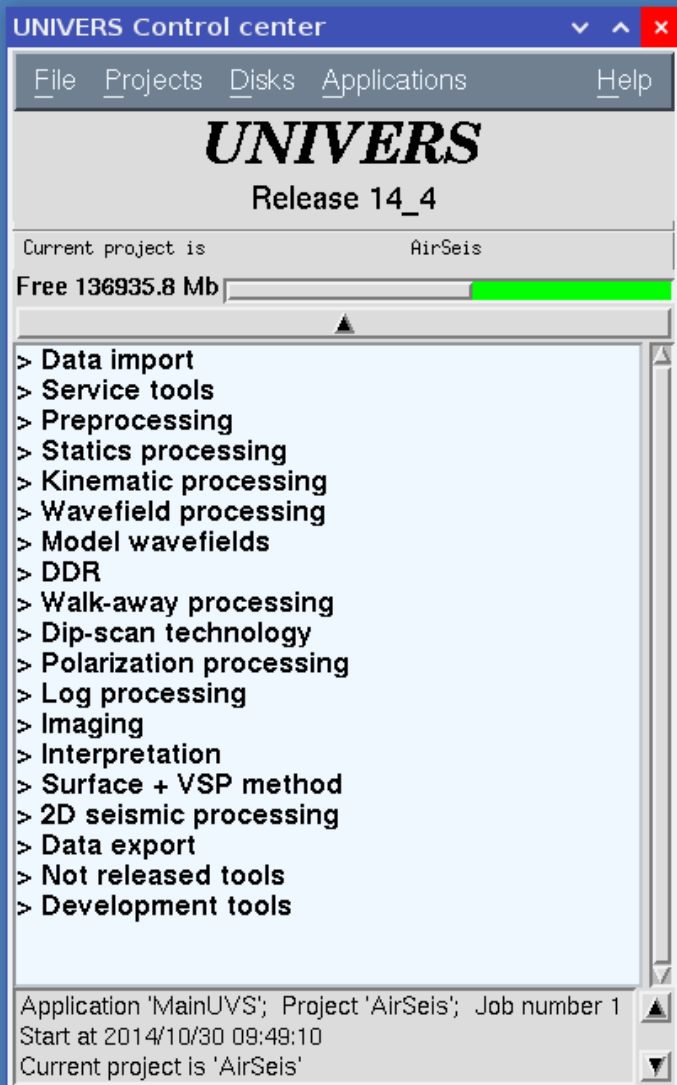 UNIVERS Control center
File Projects Disks Applications Help
UNIVERS
Release 14_4
Current project is AirSeis
Free 136935.8 Mb
> Data import
> Service tools
> Preprocessing
> Statics processing
> Kinematic processing
> Wavefield processing
> Model wavefields
> DDR
> Walk-away processing
> Dip-scan technology
> Polarization processing
> Log processing
> Imaging
> Interpretation
> Surface + VSP method
> 2D seismic processing
> Data export
> Not released tools
> Development tools
Application 'MainUVS'; Project 'AirSeis'; Job number 1
Start at 2014/10/30 09:49:10
Current project is 'AirSeis'